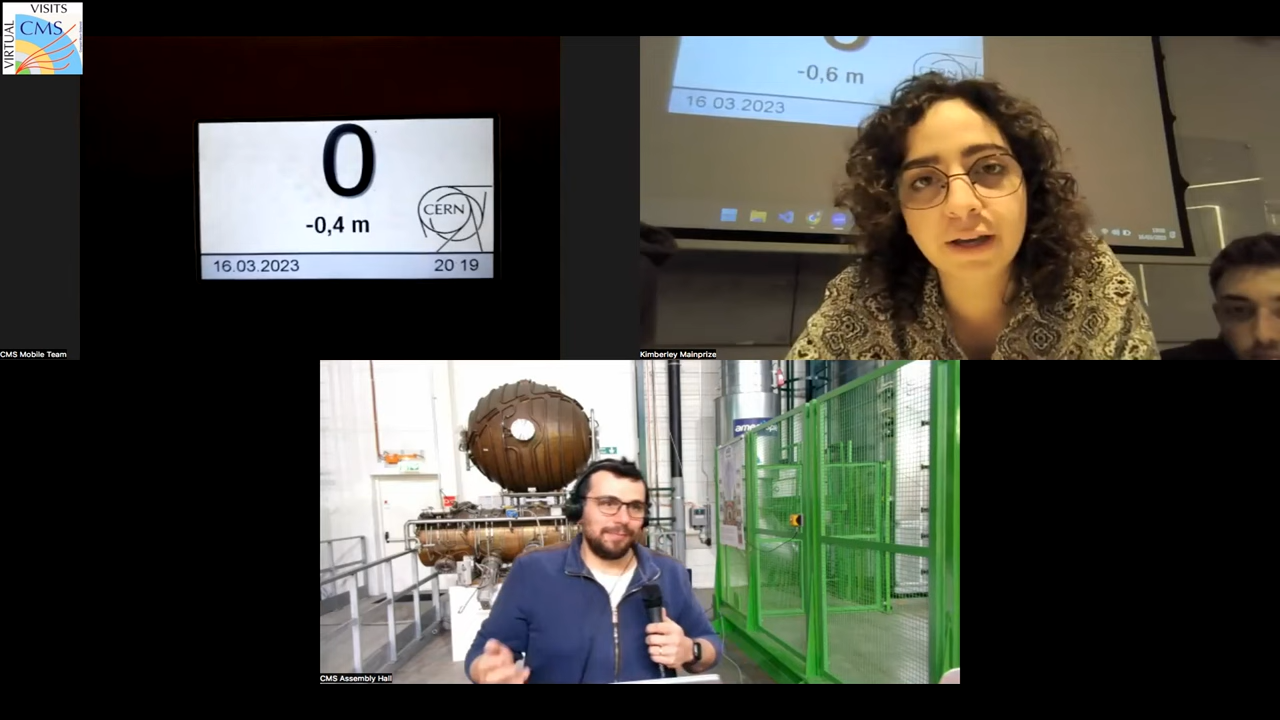 VISITS
VIRTUAL
CMS
0
-0,4 m
CERN
16.03.2023
20 19
CMS Mobile Team
-0,6 m
CERN
16 03.2023
Kimberley Mainprize
CMS Assembly Hall